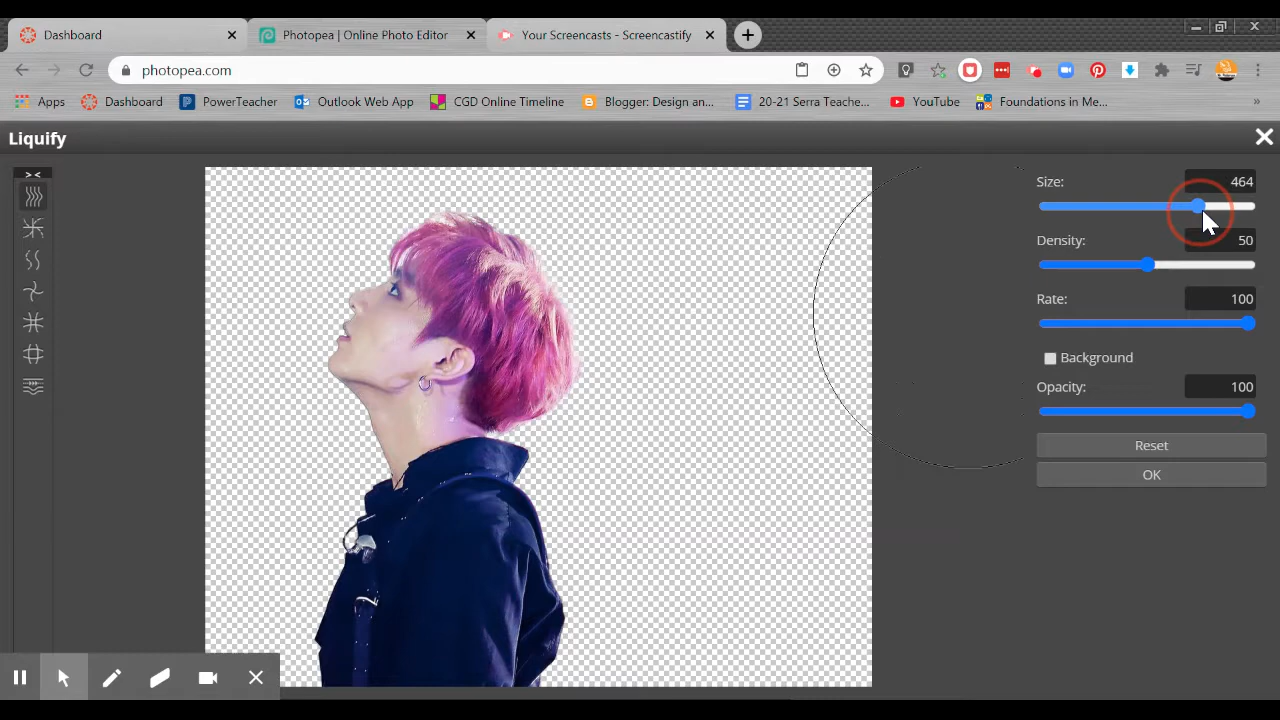 Dashboard
Photopea | Online Photo Editor
Your Screencasts - Screencastify
photopea.com
Apps
Dashboard
PowerTeache
Outlook Web App
CGD Online Timeline
Blogger: Design an...
20-21 Serra Teache...
YouTube
Foundations in Me...
»
Liquify
> <
Size:
464
Density:
50
Rate:
100
Background
Opacity:
100
Reset
OK